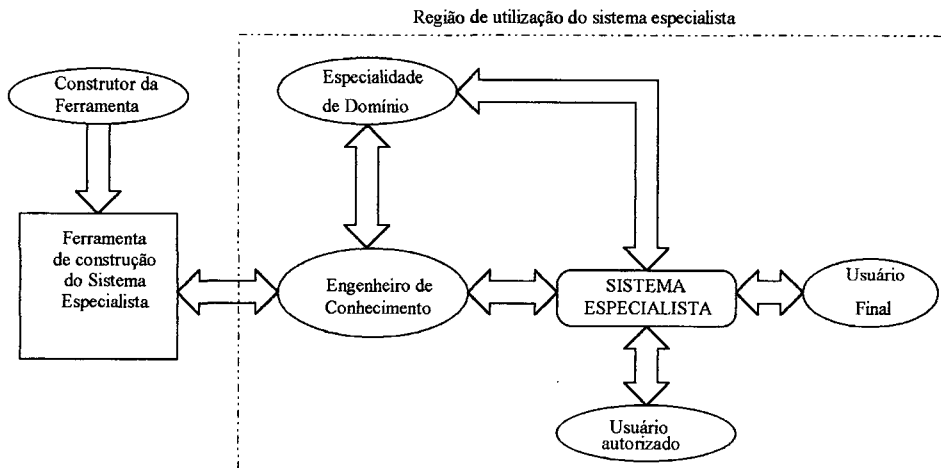 Região de utilização do sistema especialista
Construtor da
Ferramenta
Especialidade
de Domínio
Ferramenta
de construção
do Sistema
Especialista
Engenheiro de
Conhecimento
SISTEMA
ESPECIALISTA
Usuário
Final
Usuário
autorizado